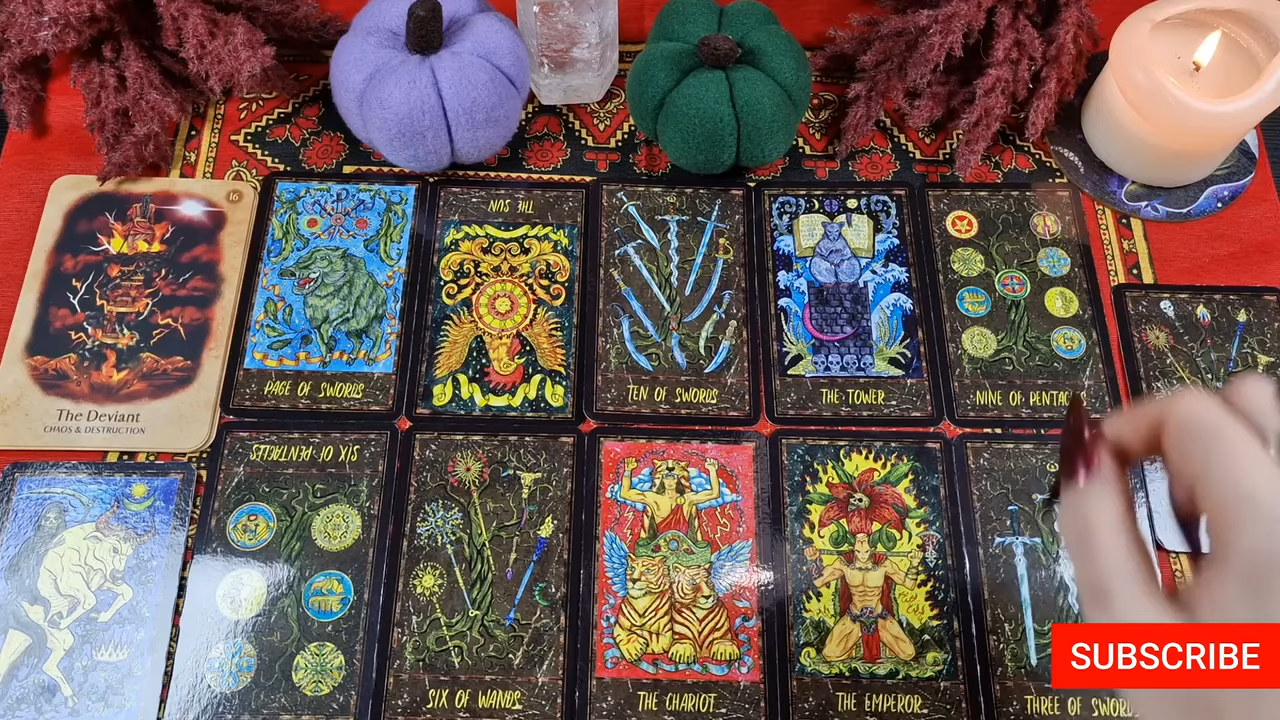 16
The Deviant
CHAOS & DESTRUCTION
PAGE OF SWORDS
THE SUN
TEN OF SWORDS
THE TOWER
NINE OF PENTACLES
SIX OF PENTACLES
SIX OF WANDS
THE CHARIOT
THE EMPEROR
THREE OF SWORD
SUBSCRIBE